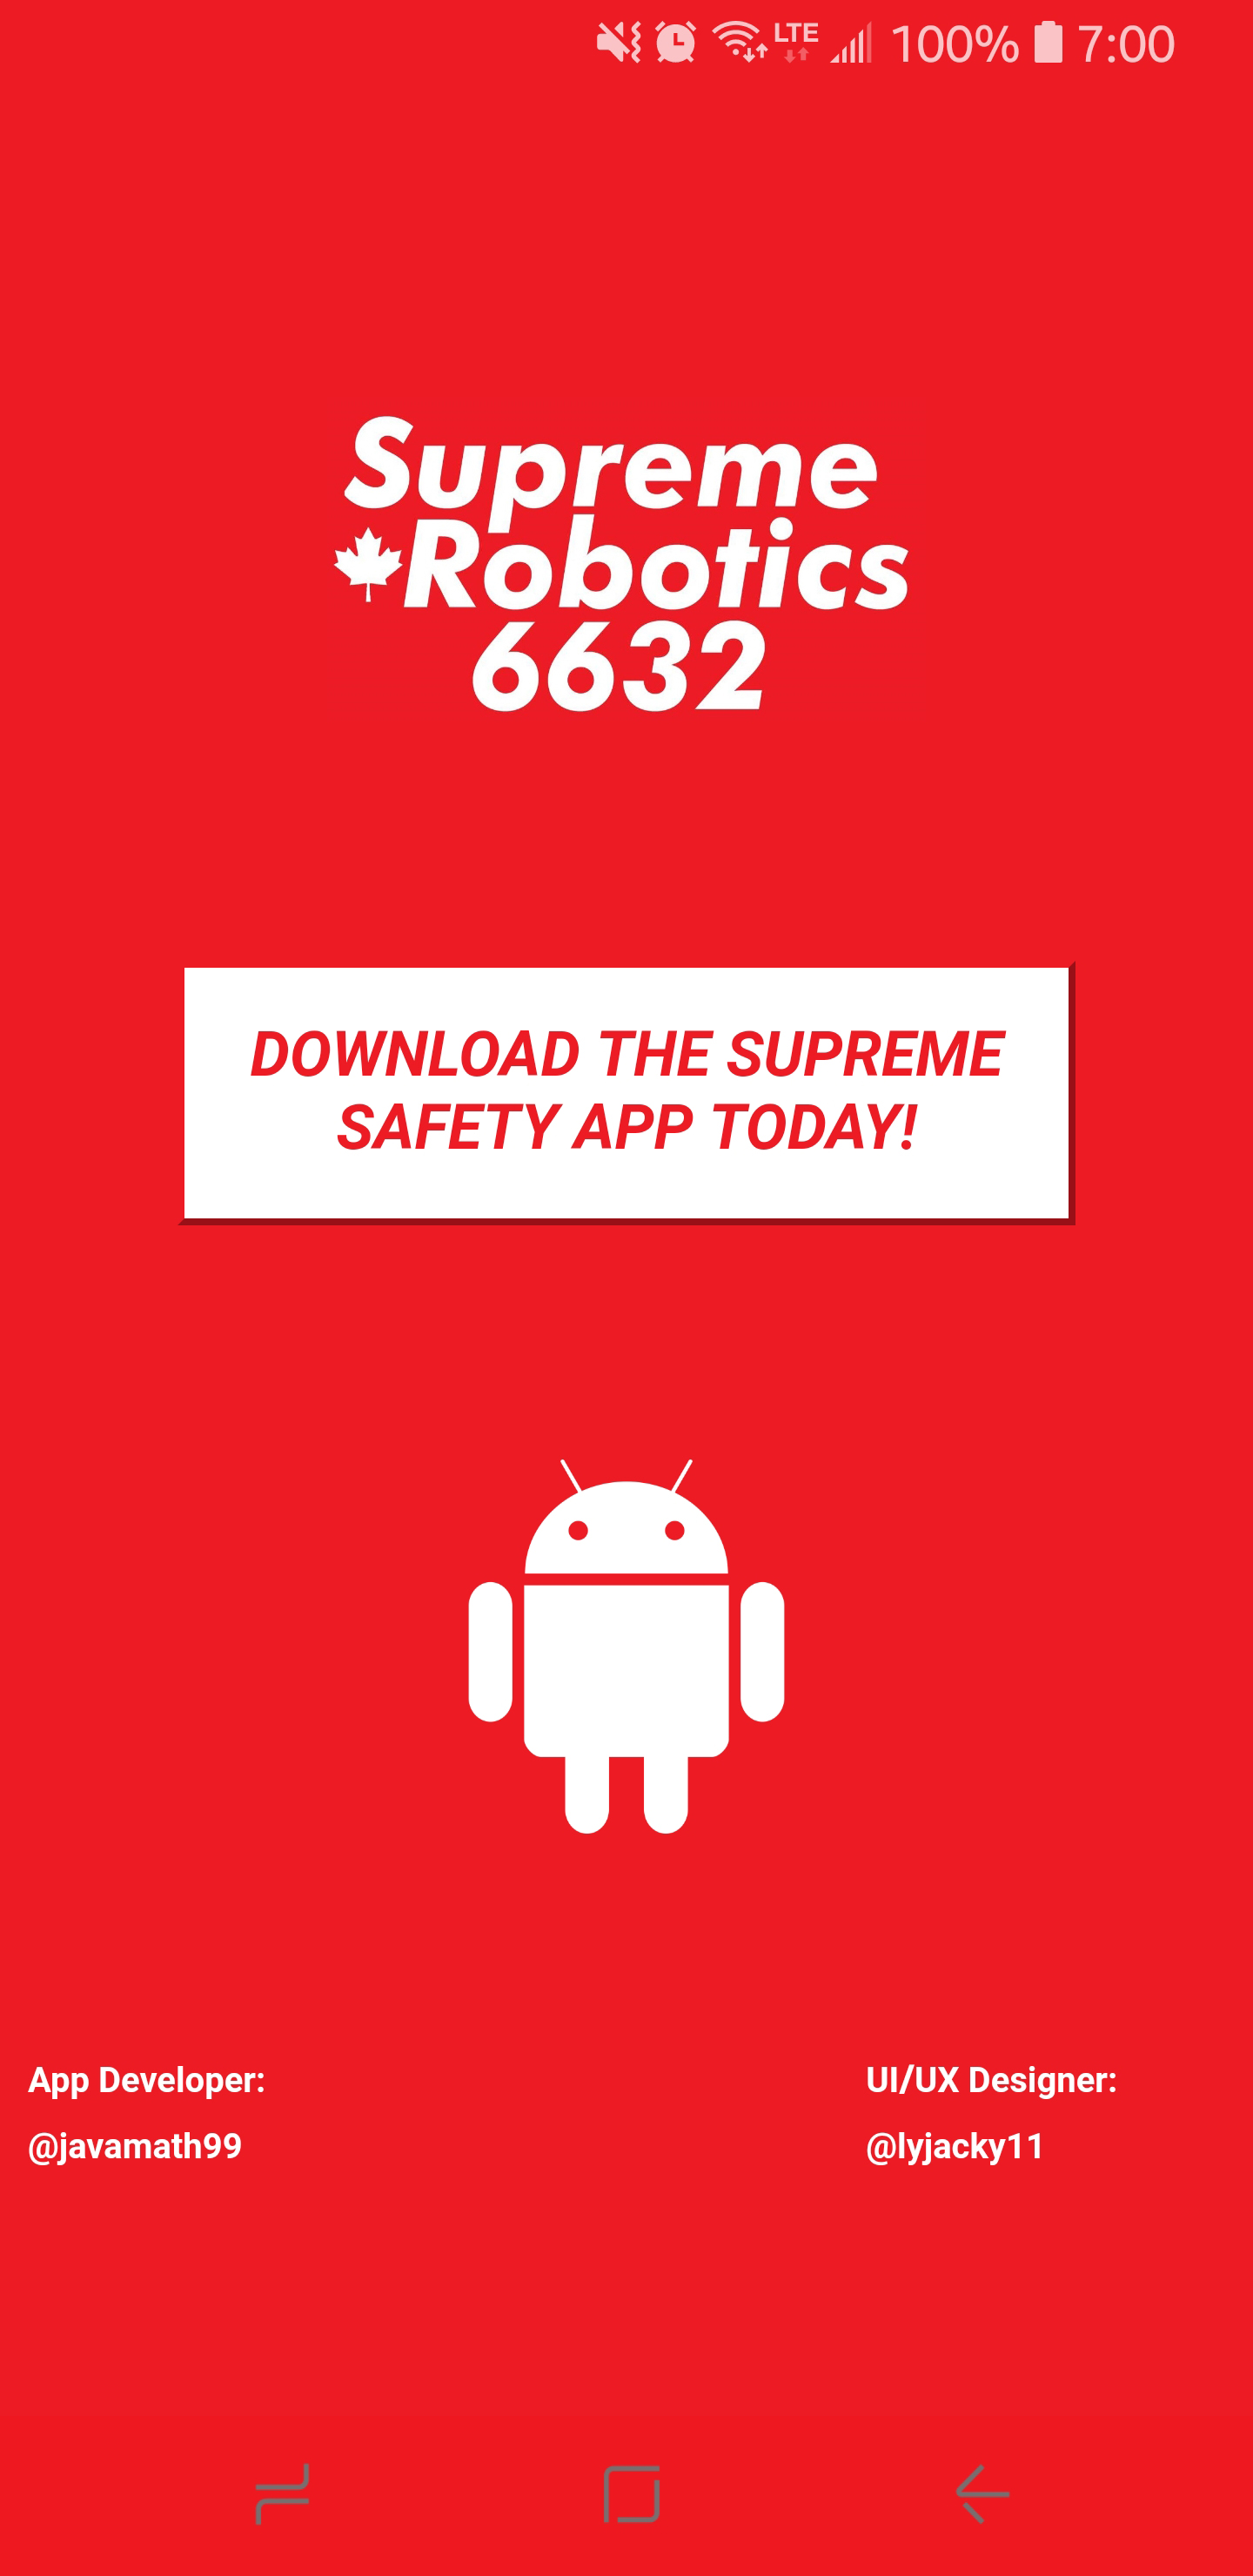 LTE 100% 7:00
Supreme
Robotics
6632
DOWNLOAD THE SUPREME
SAFETY APP TODAY!
App Developer:
@javamath99
UI/UX Designer:
@lyjacky11